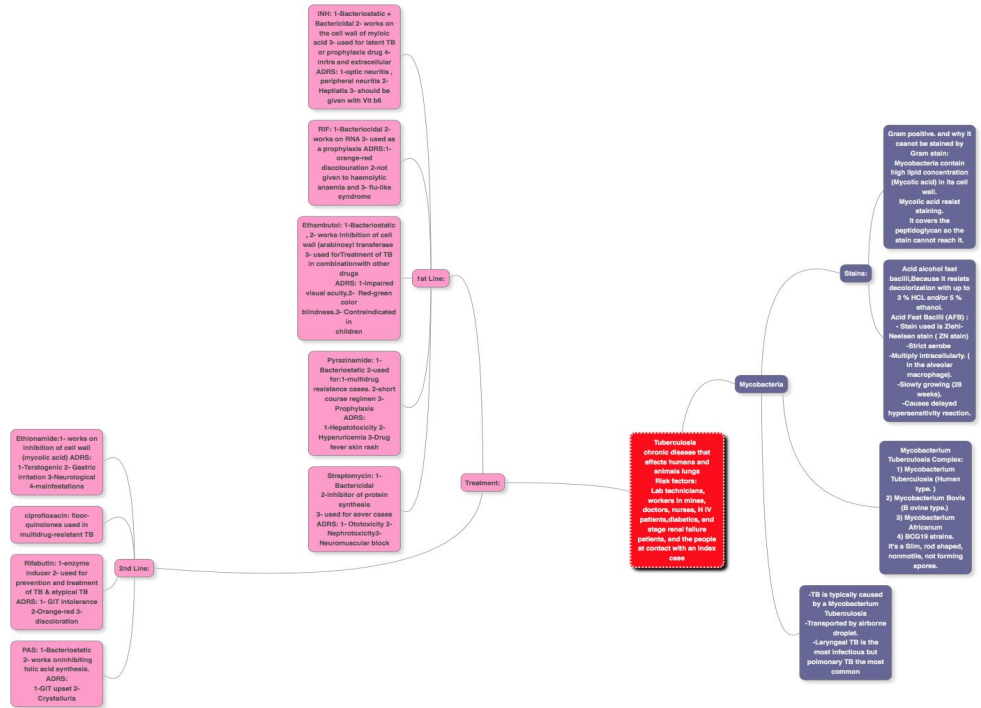 INH: 1-Bacteriostatic +
Bactericidal 2- works on
the cell wall of myloic
acid 3- used for latent TB
or prophylaxis drug 4-
inrtra and extracellular
ADRS: 1-optic neuritis ,
peripheral neuritis 2-
Heptiatis 3- should be
given with Vit b6
RIF: 1-Bacteriocidal 2-
works on RNA 3- used as
a prophylaxis ADRS:1-
orange-red
discolouration 2-not
given to haemolytic
anaemia and 3- flu-like
syndrome
Ethambutol: 1-Bacteriostatic
, 2- works inhibition of cell
wall (arabinosy) transferase
3- used forTreatment of TB
in combinationwith other
drugs
ADRS: 1-Impaired
visual acuity.2- Red-green
color
blindness.3- Contraindicated
in
children
Pyrazinamide: 1-
Bacteriostatic 2-used
for:1-multidrug
resistance cases. 2-short
course regimen 3-
Prophylaxis
ADRS:
1-Hepatotoxicity 2-
Hyperuricemia 3-Drug
fever skin rash
Streptomycin: 1-
Bactericidal
2-inhibitor of protein
synthesis
3- used for sever cases
ADRS: 1- Ototoxicity 2-
Nephrotoxicity3-
Neuromuscular block
1st Line:
Ethionamide:1- works on
inhibition of cell wall
(mycolic acid) ADRS:
1-Teratogenic 2- Gastric
irritation 3-Neurological
4-mainfestations
ciprofloxacin: floor-
quinolones used in
multidrug-resistant TB
Rifabutin: 1-enzyme
inducer 2- used for
prevention and treatment
of TB & atypical TB
ADRS: 1- GIT intolerance
2-Orange-red 3-
discoloration
PAS: 1-Bacteriostatic
2- works oninhibiting
folic acid synthesis.
ADRS:
1-GIT upset 2-
Crystalluria
2nd Line:
Treatment:
Tuberculosis
chronic disease that
affects humans and
animals lungs
Risk factors:
Lab technicians,
workers in mines,
doctors, nurses, H IV
patients,diabetics, end
stage renal failure
patients, and the people
at contact with an index
case
Mycobacteria
Stains:
Gram positive. and why it
caanot be stained by
Gram stain:
Mycobacteria contain
high lipid concentration
(Mycolic acid) in its cell
wall.
Mycolic acid resist
staining.
It covers the
peptidoglycan so the
stain cannot reach it.
Acid alcohol fast
bacilli,Because it resists
decolorization with up to
3 % HCL and/or 5 %
ethanol.
Acid Fast Bacilli (AFB) :
- Stain used is Ziehl-
Neelsen stain ( ZN stain)
-Strict aerobe
-Multiply intracellularly. (
in the alveolar
macrophage).
-Slowly growing (28
weeks).
-Causes delayed
hypersensitivity reaction.
Mycobacterium
Tuberculosis Complex:
1) Mycobacterium
Tuberculosis (Human
type. )
2) Mycobacterium Bovis
(B ovine type.)
3) Mycobacterium
Africanum
4) BCG19 strains.
it's a Slim, rod shaped,
nonmotile, not forming
spores.
-TB is typically caused
by a Mycobacterium
Tuberculosis
-Transported by airborne
droplet.
-Laryngeal TB is the
most infectious but
pulmonary TB the most
common